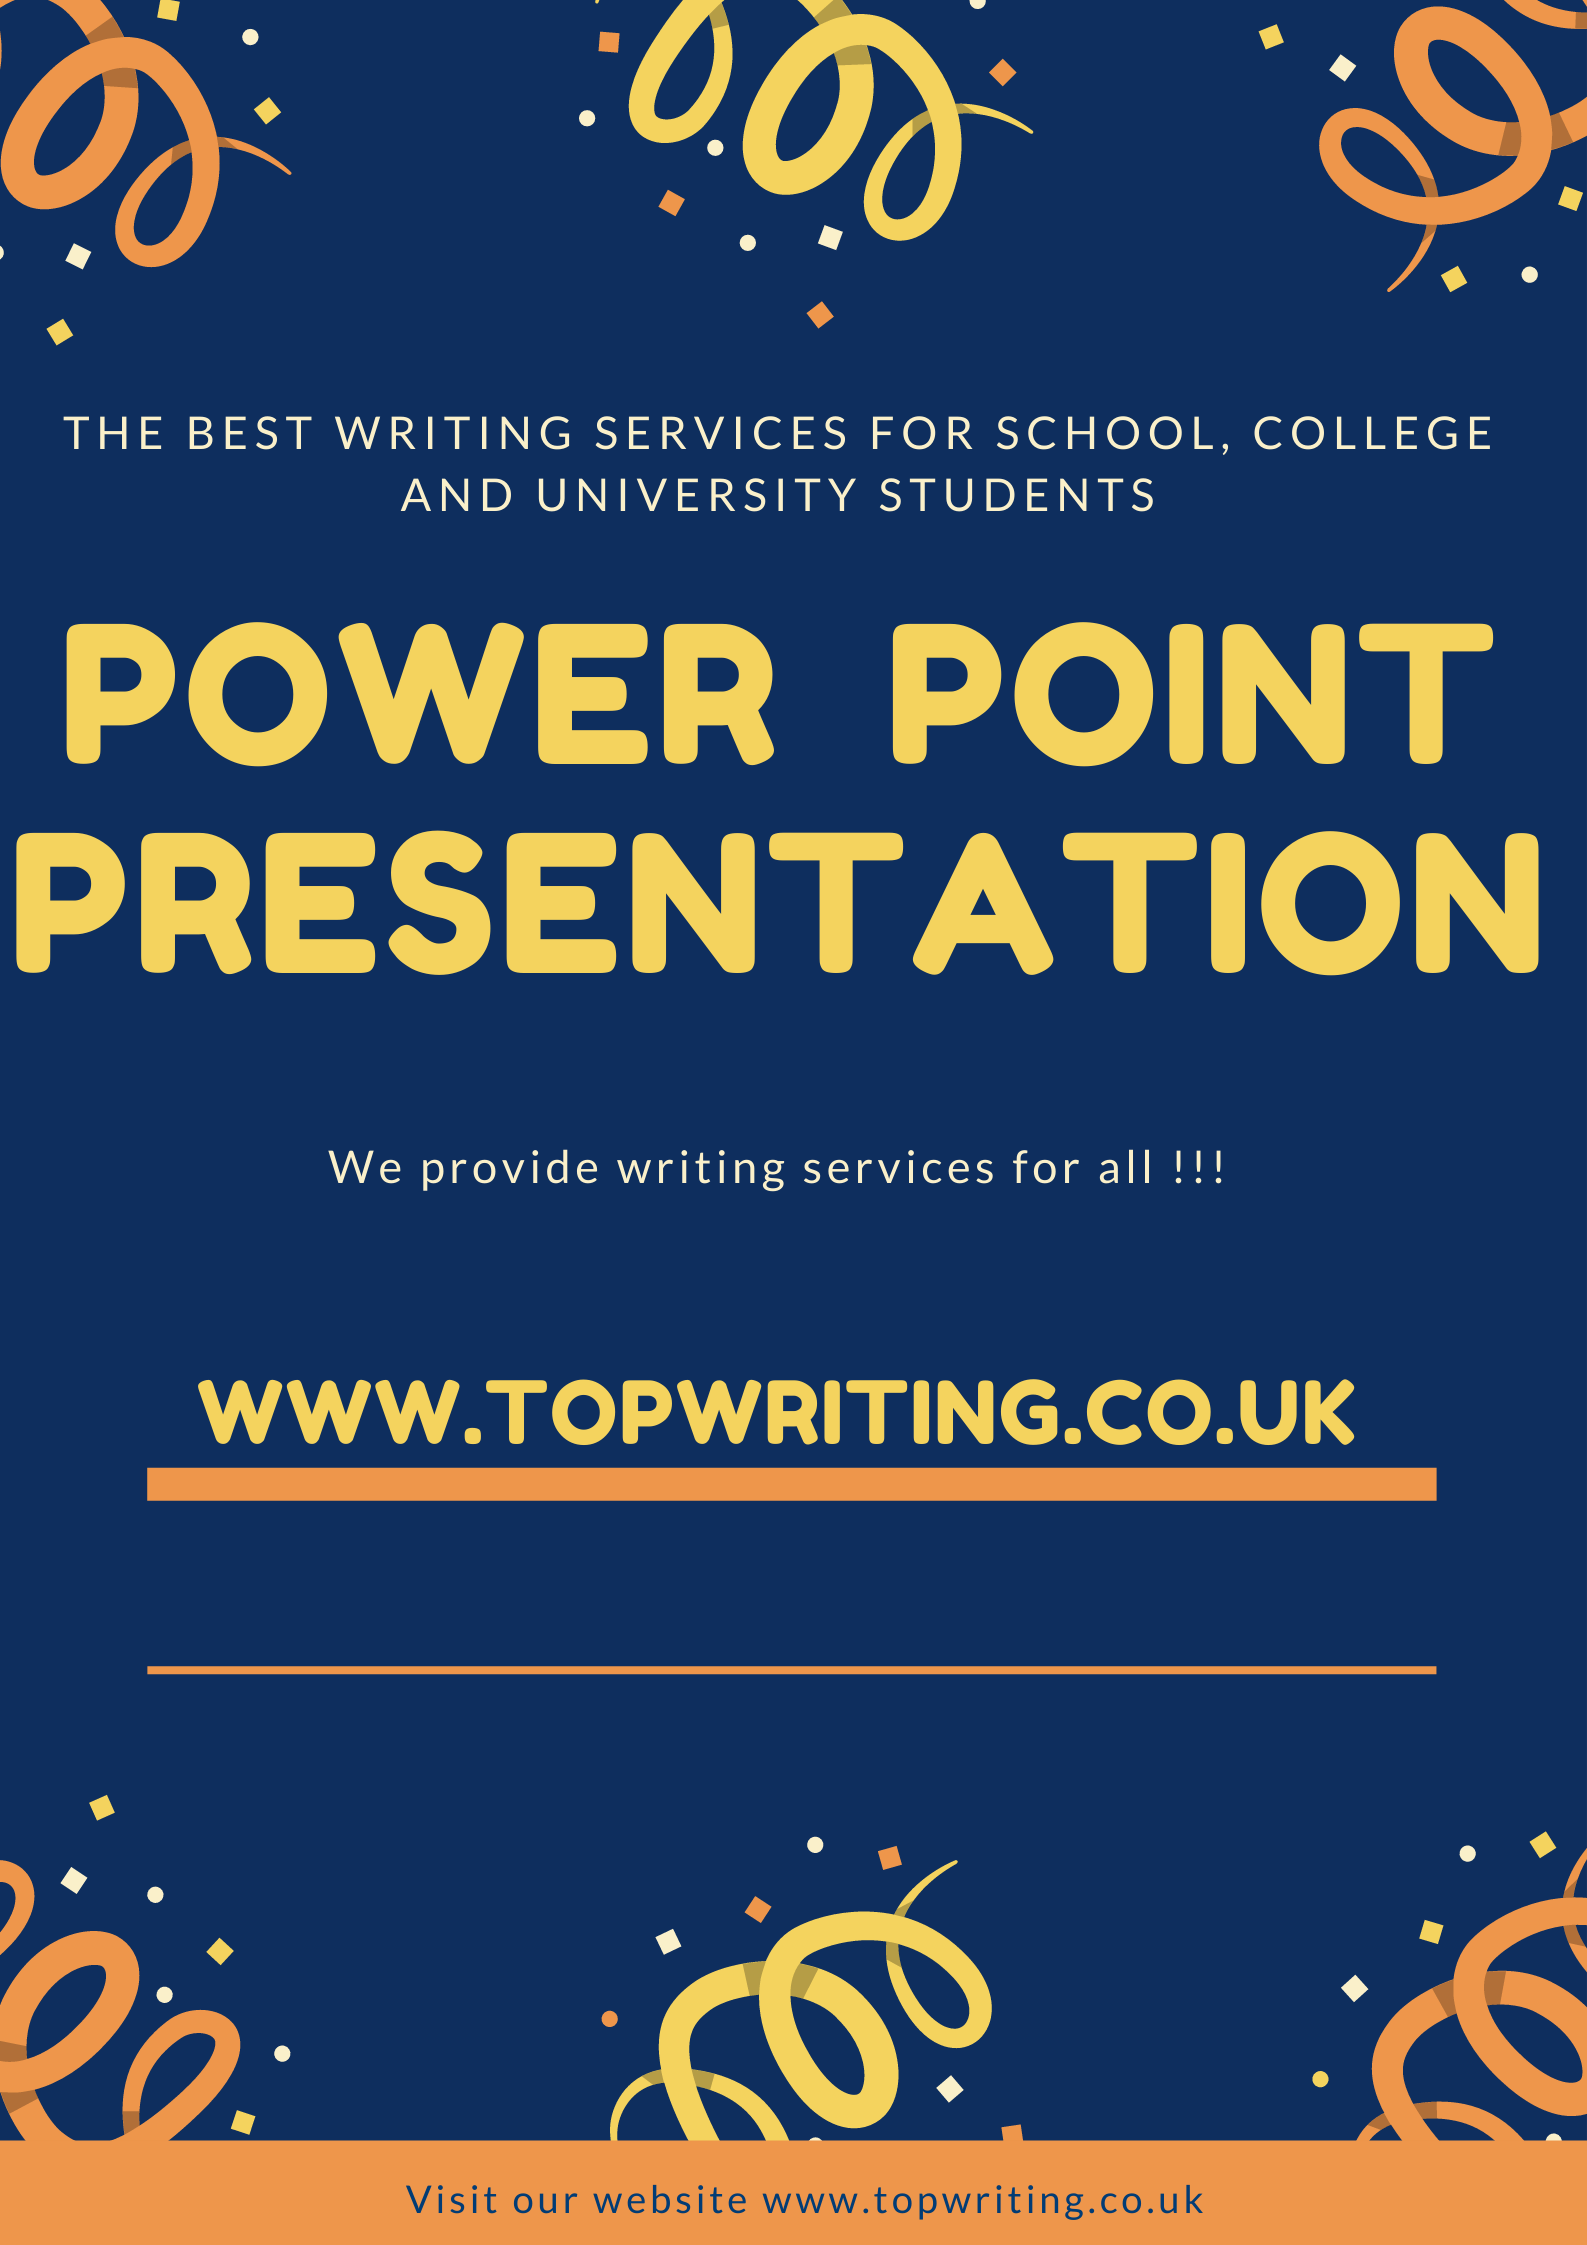 THE BEST WRITING SERVICES FOR SCHOOL, COLLEGE
AND UNIVERSITY STUDENTS
POWER POINT
PRESENTATION
We provide writing services for all !!!
WWW.TOPWRITING.CO.UK
Visit our website www.topwriting.co.uk